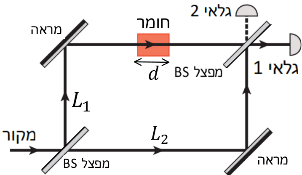 גלאי 2
חומר
מראה
d
גלאי 1
מפצל BS
L₁
מקור
L₂
מפצל BS
מראה